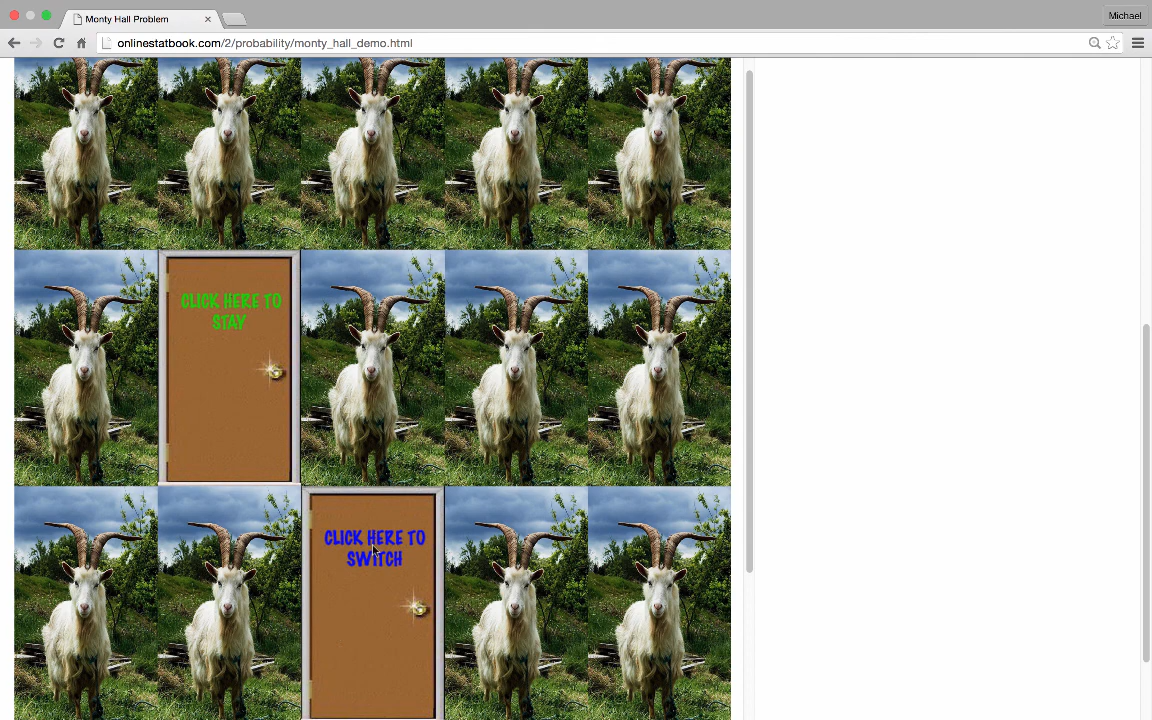 Monty Hall Problem
Michael
onlinestatbook.com/2/probability/monty_hall_demo.html
CLICK HERE TO
STAY
CLICK HERE TO
SWITCH